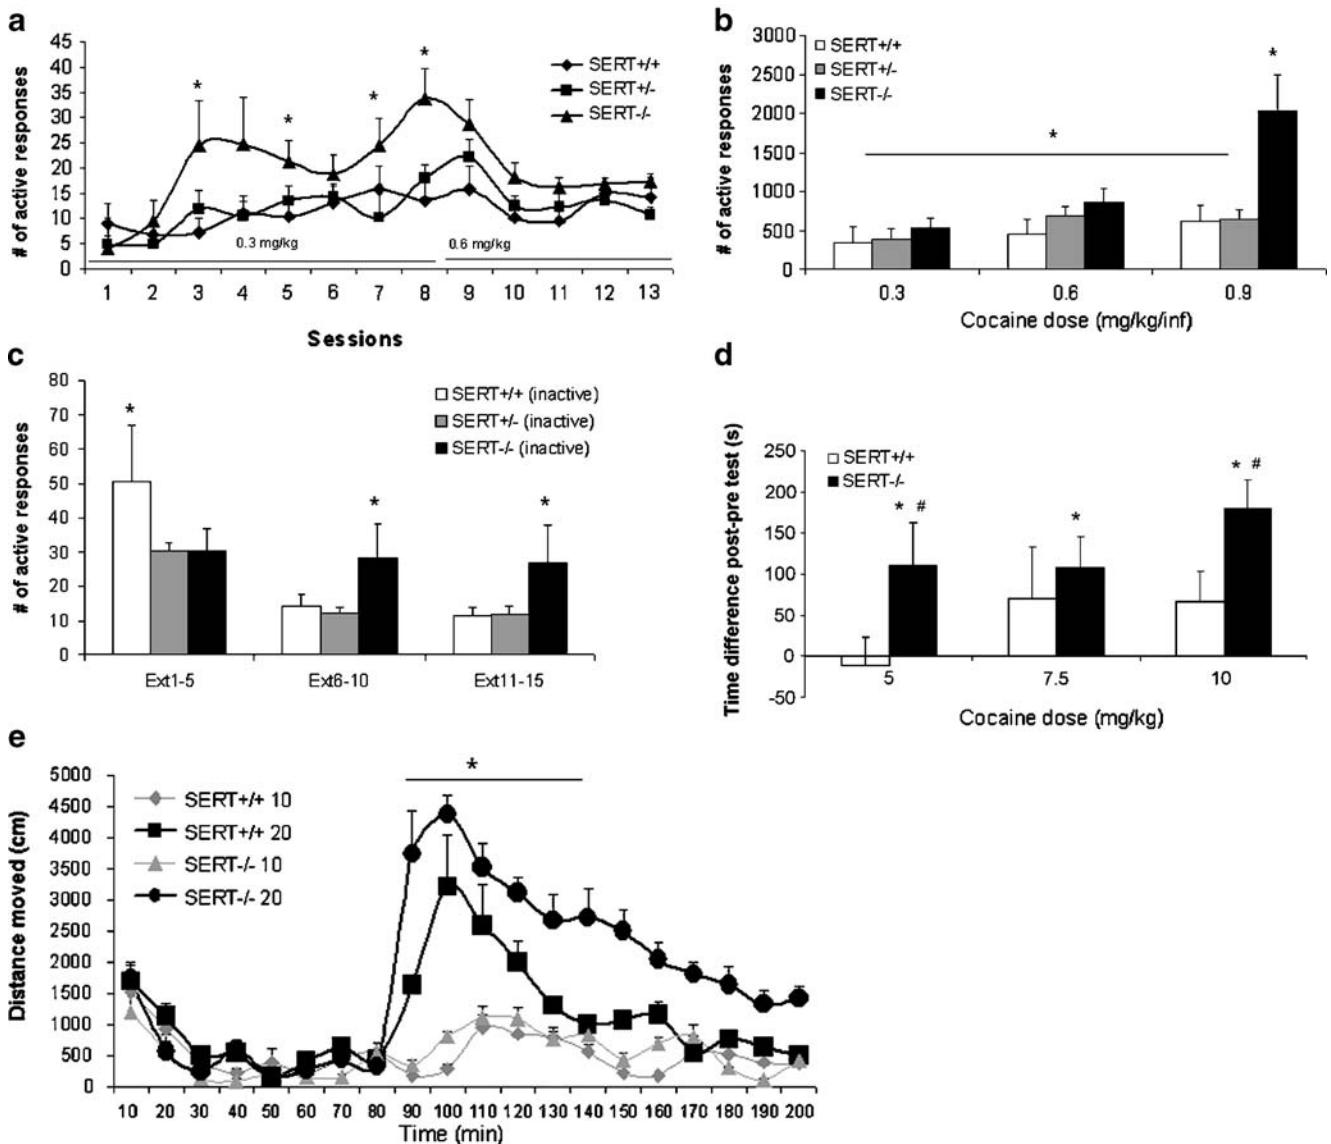 a
45
40
35
30
25
20
15
10
5
0
# of active responses
* * * *
SERT+/+
SERT+/-
SERT-/-
0.3 mg/kg
0.6 mg/kg
1 2 3 4 5 6 7 8 9 10 11 12 13
Sessions
b
3000
2500
2000
1500
1000
500
0
# of active responses
SERT+/+
SERT+/-
SERT-/-
* *
0.3 0.6 0.9
Cocaine dose (mg/kg/inf)
c
80
70
60
50
40
30
20
10
0
# of active responses
SERT+/+ (inactive)
SERT+/- (inactive)
SERT-/- (inactive)
* * *
Ext1-5 Ext6-10 Ext11-15
d
250
200
150
100
50
0
-50
Time difference post-pre test (s)
SERT+/+
SERT-/-
* # * * #
5 7.5 10
Cocaine dose (mg/kg)
e
5000
4500
4000
3500
3000
2500
2000
1500
1000
500
0
Distance moved (cm)
SERT+/+ 10
SERT+/+ 20
SERT-/- 10
SERT-/- 20
*
10 20 30 40 50 60 70 80 90 100 110 120 130 140 150 160 170 180 190 200
Time (min)